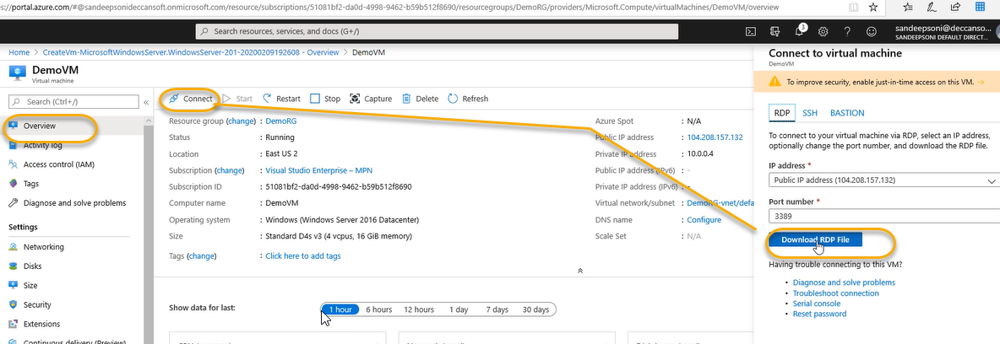 s://portal.azure.com/#@sandeepsonideccansoft.onmicrosoft.com/resource/subscriptions/51081bf2-da0d-4998-9462-b59b512f8690/resourcegroups/DemoRG/providers/Microsoft.Compute/virtualMachines/DemoVM/overview
Search resources, services, and docs (G+/)
3
sandeepsoni@deccanso...
SANDEEPSONI DEFAULT DIRECT...
Home > CreateVm-MicrosoftWindowsServer.WindowsServer-201-20200209192608 - Overview > DemoVM
DemoVM
Virtual machine
Search (Ctrl+/)
«
Overview
Activity log
Access control (IAM)
Tags
Diagnose and solve problems
Settings
Networking
Disks
Size
Security
Extensions
Continuous delivery (Preview)
Connect Start Restart Stop Capture Delete Refresh
Resource group (change) : DemoRG
Status : Running
Location : East US 2
Subscription (change) : Visual Studio Enterprise – MPN
Subscription ID : 51081bf2-da0d-4998-9462-b59b512f8690
Computer name : DemoVM
Operating system : Windows (Windows Server 2016 Datacenter)
Size : Standard D4s v3 (4 vcpus, 16 GiB memory)
Tags (change) : Click here to add tags
Azure Spot : N/A
Public IP address : 104.208.157.132
Private IP address : 10.0.0.4
Public IP address (IPv6) : -
Private IP address (IPv6) : -
Virtual network/subnet : DemoRG-vnet/defa
DNS name : Configure
Scale Set : N/A
Show data for last: 1 hour 6 hours 12 hours 1 day 7 days 30 days
Connect to virtual machine
DemoVM
To improve security, enable just-in-time access on this VM. →
RDP SSH BASTION
To connect to your virtual machine via RDP, select an IP address,
optionally change the port number, and download the RDP file.
IP address *
Public IP address (104.208.157.132)
Port number *
3389
Download RDP File
Having trouble connecting to this VM?
• Diagnose and solve problems
• Troubleshoot connection
• Serial console
• Reset password